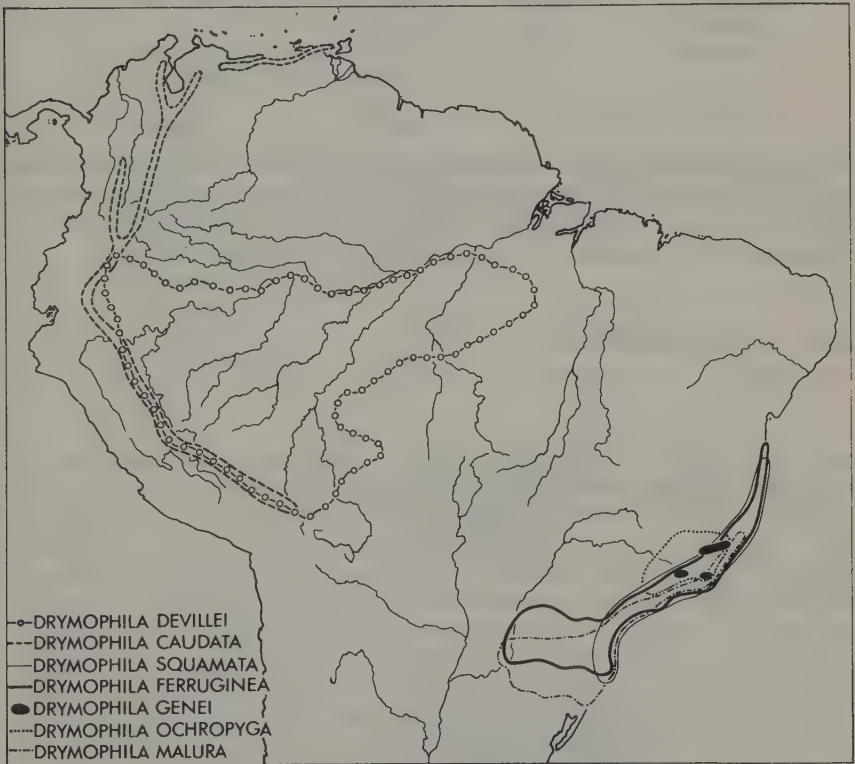 DRYMOPHILA DEVILLEI
DRYMOPHILA CAUDATA
DRYMOPHILA SQUAMATA
DRYMOPHILA FERRUGINEA
DRYMOPHILA GENEI
DRYMOPHILA OCHROPYGA
DRYMOPHILA MALURA